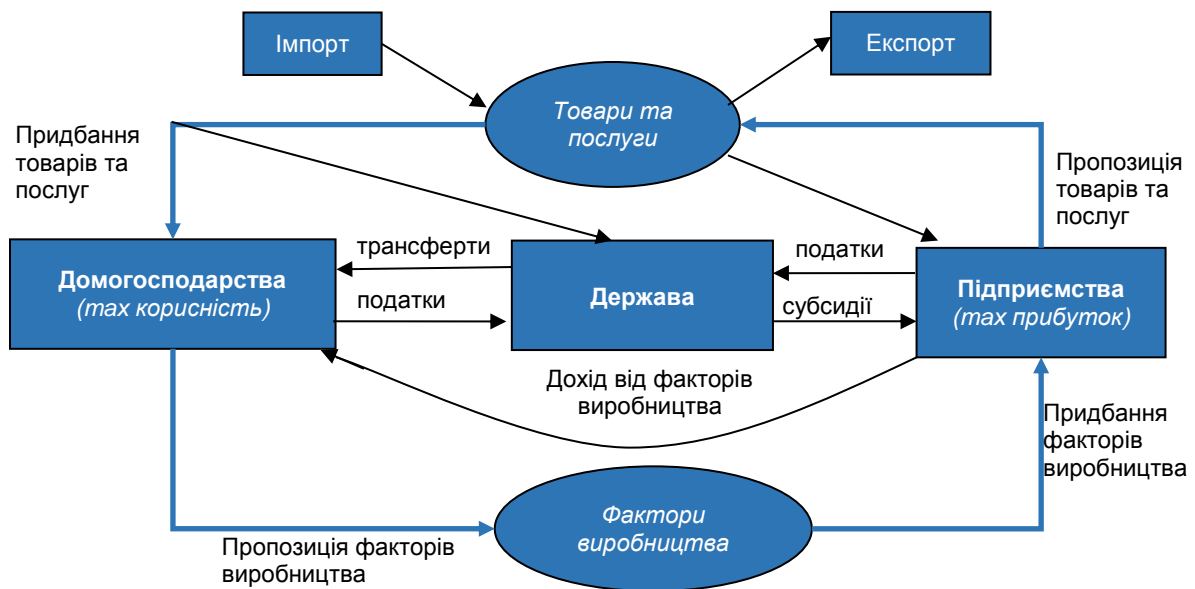 Імпорт
Експорт
Товари та
послуги
Придбання
товарів та
послуг
Пропозиція
товарів та
послуг
Домогосподарства
(max корисність)
трансферти
податки
Держава
податки
субсидії
Підприємства
(max прибуток)
Дохід від факторів
виробництва
Придбання
факторів
виробництва
Фактори
виробництва
Пропозиція факторів
виробництва